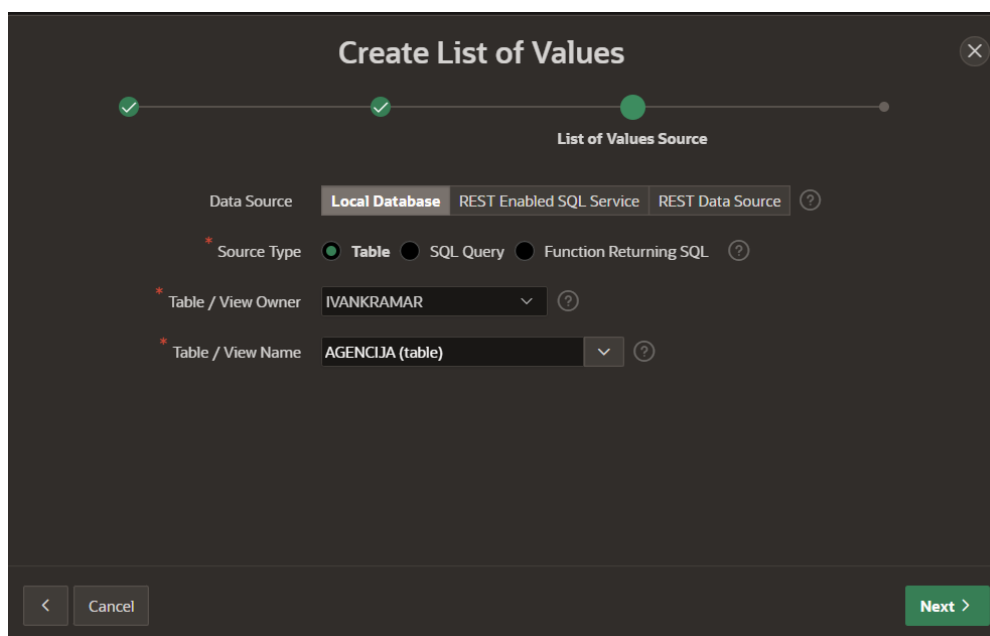 Create List of Values
List of Values Source
Data Source Local Database REST Enabled SQL Service REST Data Source ?
* Source Type Table SQL Query Function Returning SQL ?
* Table / View Owner IVANKRAMAR ?
* Table / View Name AGENCIJA (table) ?
Cancel Next